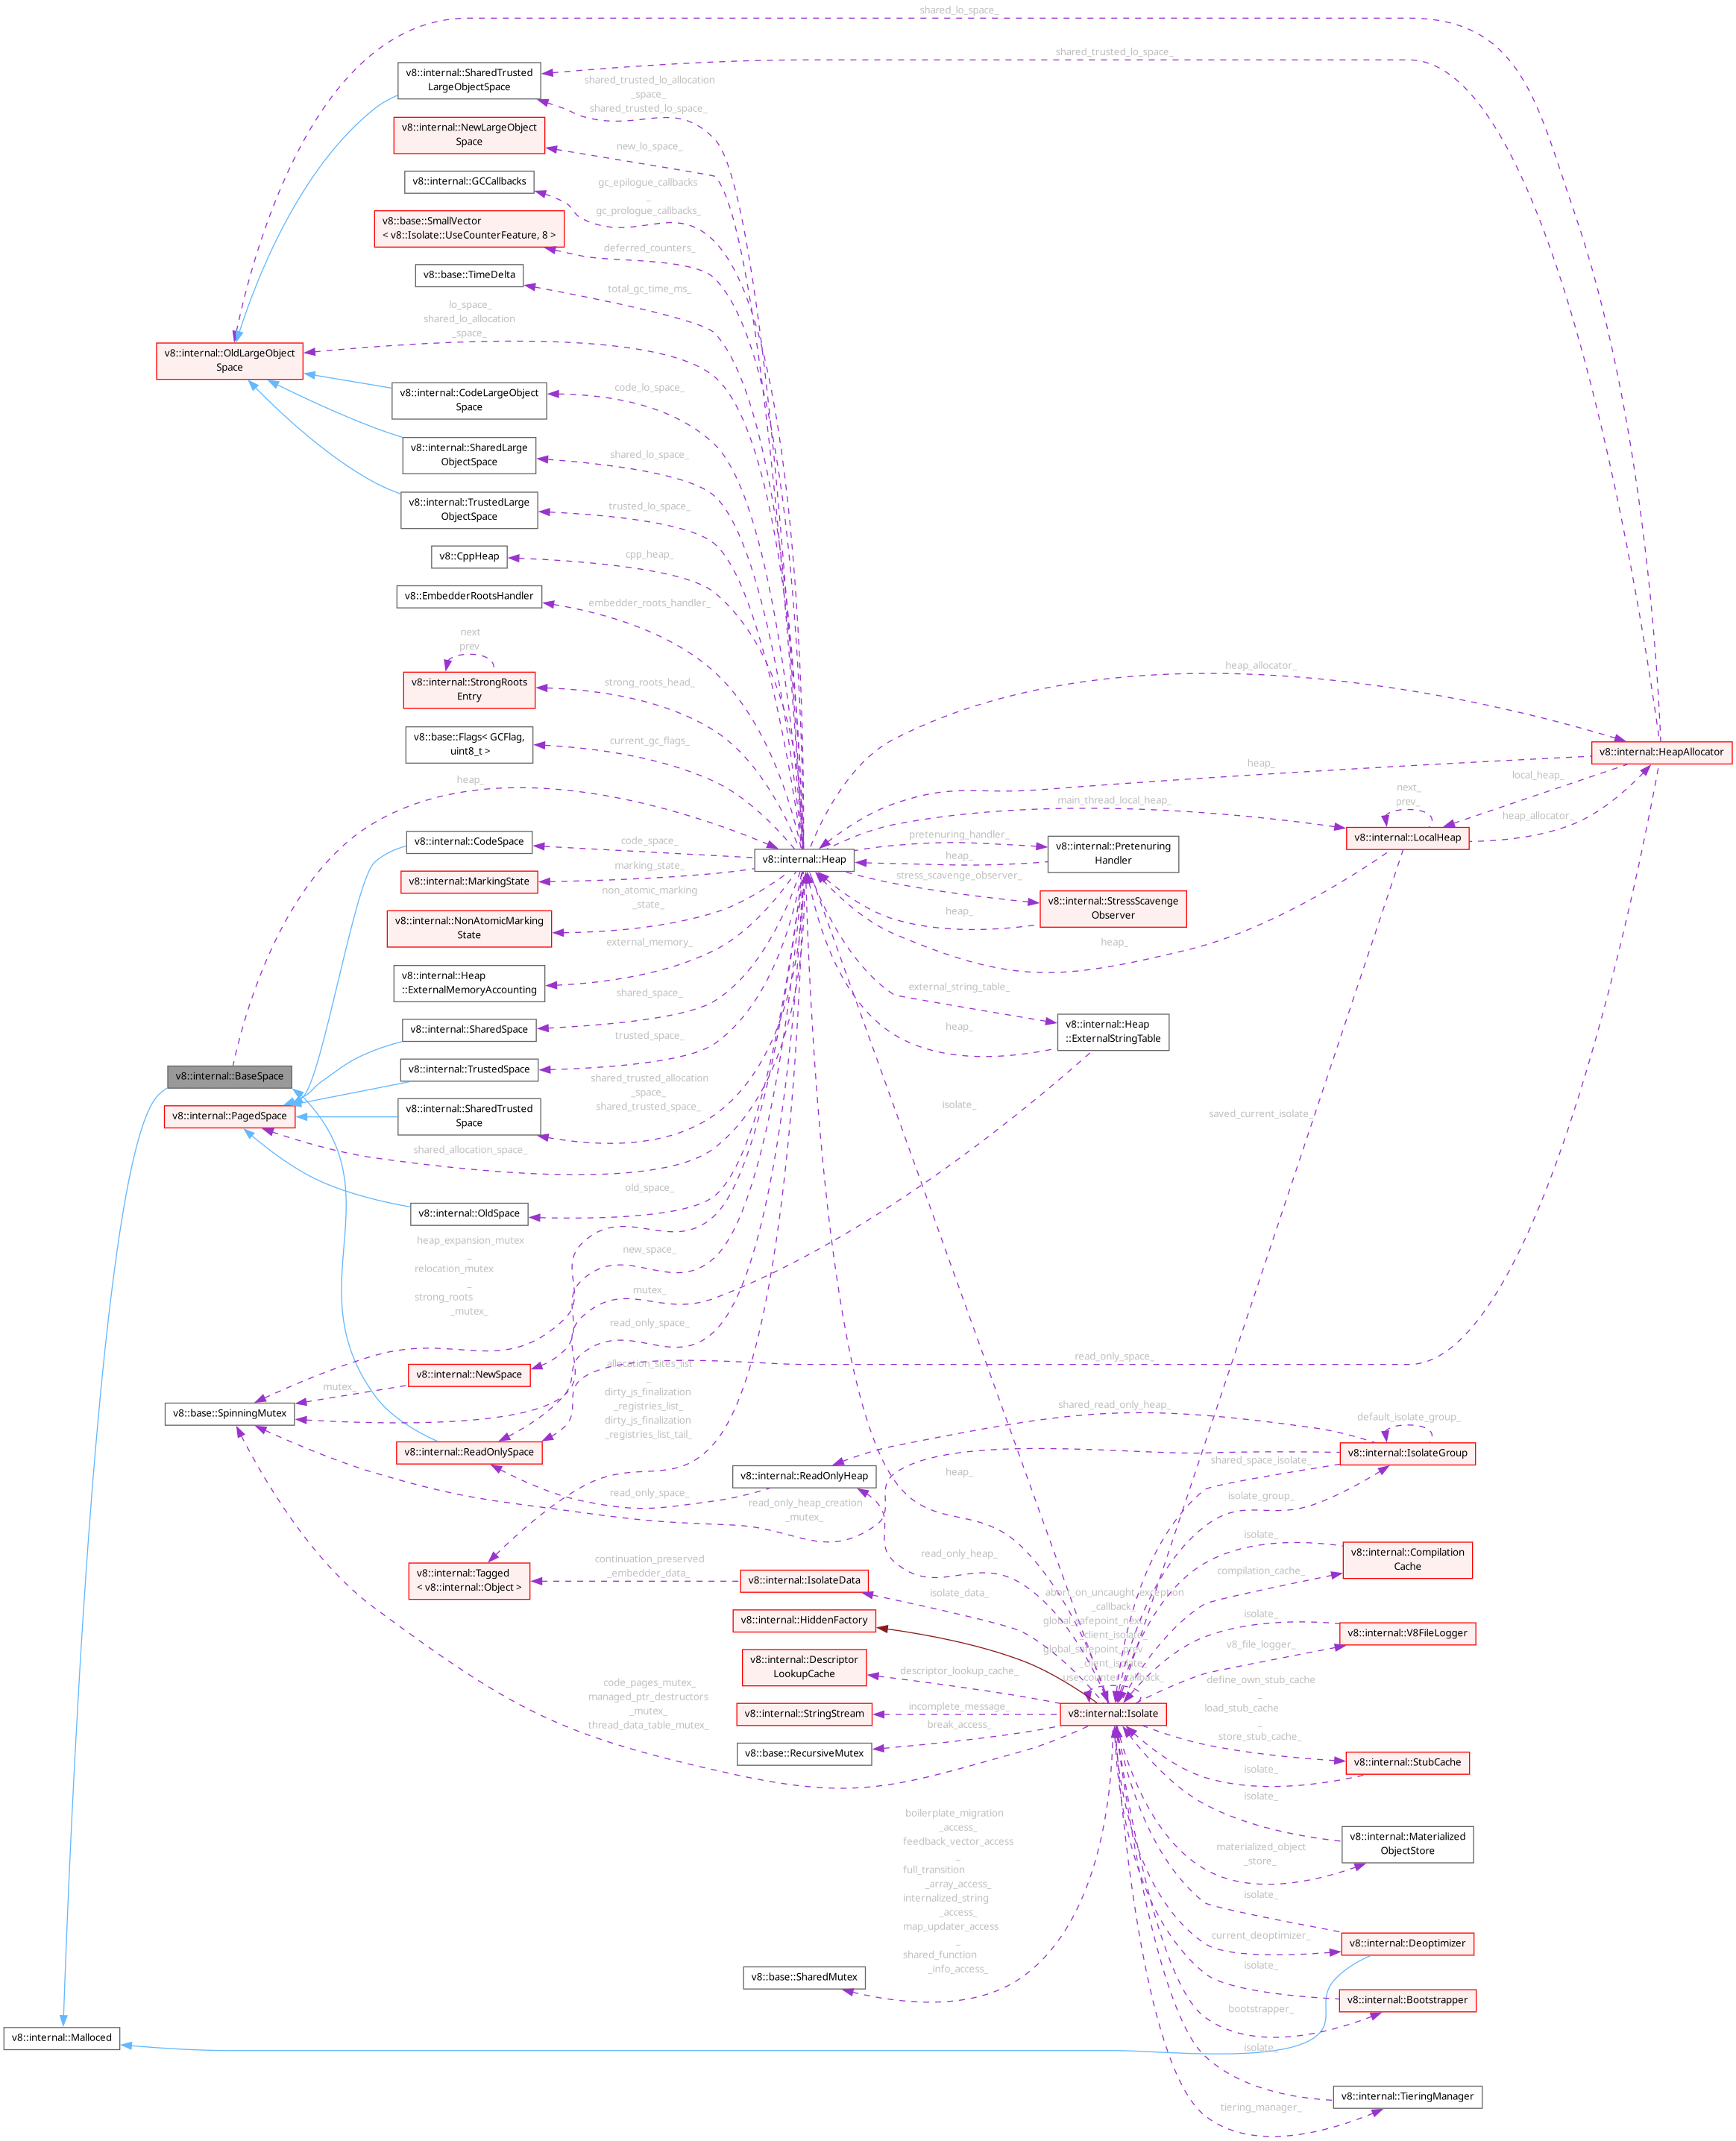 shared_lo_space_
shared_trusted_lo_space_
v8::internal::SharedTrusted
LargeObjectSpace
shared_trusted_lo_allocation
_space_
shared_trusted_lo_space_
v8::internal::NewLargeObject
Space
new_lo_space_
v8::internal::GCCallbacks
gc_epilogue_callbacks
_
gc_prologue_callbacks_
v8::base::SmallVector
< v8::Isolate::UseCounterFeature, 8 >
deferred_counters_
v8::base::TimeDelta
total_gc_time_ms_
lo_space_
shared_lo_allocation
_space_
v8::internal::OldLargeObject
Space
v8::internal::CodeLargeObject
Space
code_lo_space_
v8::internal::SharedLarge
ObjectSpace
shared_lo_space_
v8::internal::TrustedLarge
ObjectSpace
trusted_lo_space_
v8::CppHeap
cpp_heap_
v8::EmbedderRootsHandler
embedder_roots_handler_
next
prev
v8::internal::StrongRoots
Entry
strong_roots_head_
heap_allocator_
v8::base::Flags< GCFlag,
uint8_t >
current_gc_flags_
v8::internal::HeapAllocator
heap_
heap_
local_heap_
next_
prev_
main_thread_local_heap_
heap_allocator_
v8::internal::CodeSpace
code_space_
v8::internal::Heap
pretenuring_handler_
heap_
v8::internal::Pretenuring
Handler
v8::internal::LocalHeap
v8::internal::MarkingState
marking_state_
stress_scavenge_observer_
heap_
v8::internal::StressScavenge
Observer
v8::internal::NonAtomicMarking
State
non_atomic_marking
_state_
heap_
external_memory_
v8::internal::Heap
::ExternalMemoryAccounting
external_string_table_
heap_
v8::internal::Heap
::ExternalStringTable
shared_space_
v8::internal::SharedSpace
trusted_space_
v8::internal::BaseSpace
v8::internal::TrustedSpace
v8::internal::PagedSpace
v8::internal::SharedTrusted
Space
shared_trusted_allocation
_space_
shared_trusted_space_
isolate_
saved_current_isolate_
shared_allocation_space_
old_space_
v8::internal::OldSpace
heap_expansion_mutex
_
relocation_mutex
_
strong_roots
_mutex_
new_space_
mutex_
read_only_space_
read_only_space_
v8::internal::NewSpace
mutex_
v8::base::SpinningMutex
allocation_sites_list
_
dirty_js_finalization
_registries_list_
dirty_js_finalization
_registries_list_tail_
shared_read_only_heap_
default_isolate_group_
v8::internal::IsolateGroup
v8::internal::ReadOnlySpace
v8::internal::ReadOnlyHeap
read_only_space_
read_only_heap_creation
_mutex_
heap_
shared_space_isolate_
isolate_group_
read_only_heap_
isolate_
v8::internal::Compilation
Cache
compilation_cache_
v8::internal::Tagged
< v8::internal::Object >
continuation_preserved
_embedder_data_
v8::internal::IsolateData
isolate_data_
abort_on_uncaught_exception
_callback_
global_safepoint_next
_client_isolate_
global_safepoint_prev
_client_isolate_
use_counter_callback_
v8::internal::HiddenFactory
isolate_
v8::internal::V8FileLogger
v8_file_logger_
v8::internal::Descriptor
LookupCache
descriptor_lookup_cache_
code_pages_mutex_
managed_ptr_destructors
_mutex_
thread_data_table_mutex_
v8::internal::StringStream
incomplete_message_
v8::base::RecursiveMutex
break_access_
v8::internal::Isolate
define_own_stub_cache
_
load_stub_cache
_
store_stub_cache_
v8::internal::StubCache
isolate_
isolate_
v8::internal::Materialized
ObjectStore
materialized_object
_store_
boilerplate_migration
_access_
feedback_vector_access
_
full_transition
_array_access_
internalized_string
_access_
map_updater_access
_
shared_function
_info_access_
isolate_
current_deoptimizer_
v8::internal::Deoptimizer
v8::base::SharedMutex
isolate_
v8::internal::Bootstrapper
bootstrapper_
v8::internal::Malloced
isolate_
v8::internal::TieringManager
tiering_manager_